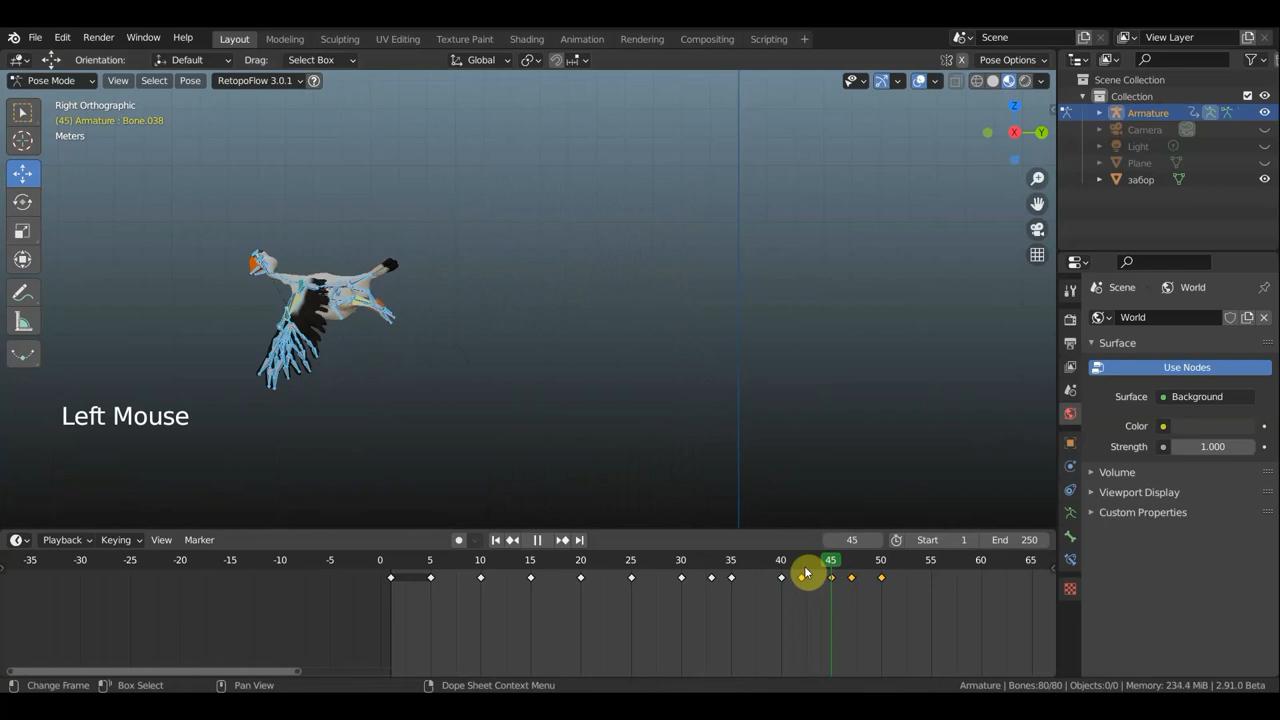 File Edit Render Window Help Layout Modeling Sculpting UV Editing Texture Paint Shading Animation Rendering Compositing Scripting + Scene View Layer
Orientation: Default Drag: Select Box Global X Pose Options
Pose Mode View Select Pose RetopoFlow 3.0.1 ?
Right Orthographic
(45) Armature : Bone.038
Meters
Z
X
Y
Scene Collection
Collection
Armature
Camera
Light
Plane
забор
Scene World
World
Surface
Use Nodes
Surface Background
Color
Strength 1.000
Volume
Viewport Display
Custom Properties
Left Mouse
Playback Keying View Marker 45 Start 1 End 250
-35 -30 -25 -20 -15 -10 -5 0 5 10 15 20 25 30 35 40 45 50 55 60 65
Change Frame Box Select Pan View Dope Sheet Context Menu Armature | Bones:80/80 | Objects:0/0 | Memory: 234.4 MiB | 2.91.0 Beta